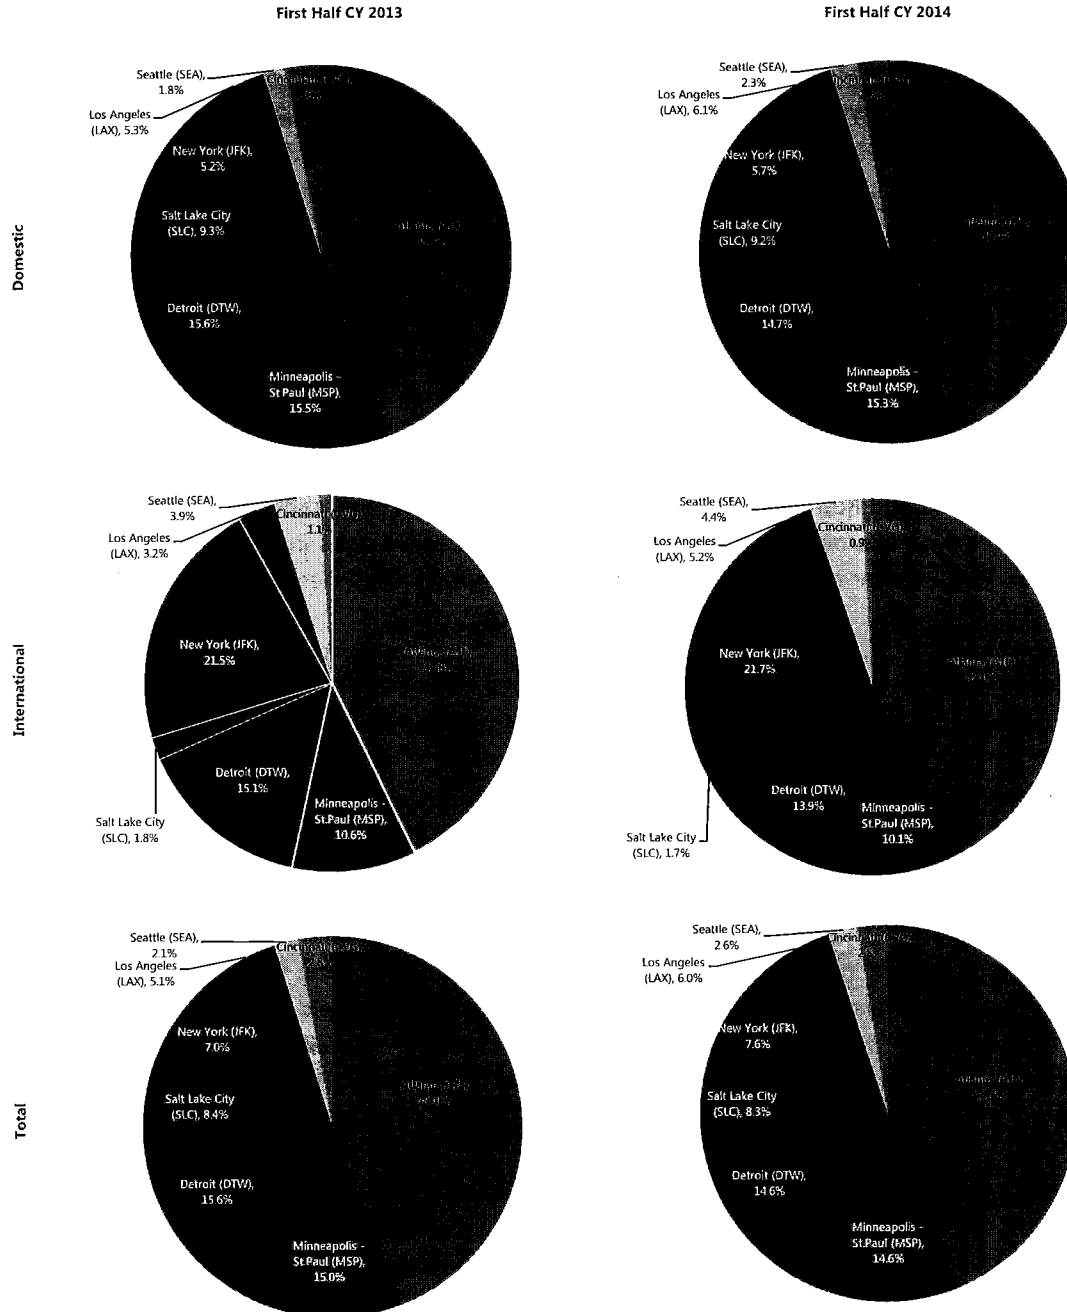 First Half CY 2013
First Half CY 2014
Domestic
Seattle (SEA),
1.8%
Los Angeles
(LAX), 5.3%
New York (JFK),
5.2%
Salt Lake City
(SLC), 9.3%
Detroit (DTW),
15.6%
Minneapolis -
St.Paul (MSP),
15.5%
Seattle (SEA),
2.3%
Los Angeles
(LAX), 6.1%
New York (JFK),
5.7%
Salt Lake City
(SLC), 9.2%
Detroit (DTW),
14.7%
Minneapolis -
St.Paul (MSP),
15.3%
International
Seattle (SEA),
3.9%
Cincinnati (CVG),
1.1%
Los Angeles
(LAX), 3.2%
New York (JFK),
21.5%
Detroit (DTW),
15.1%
Minneapolis -
St.Paul (MSP),
10.6%
Salt Lake City
(SLC), 1.8%
Seattle (SEA),
4.4%
Cincinnati (CVG),
0.9%
Los Angeles
(LAX), 5.2%
New York (JFK),
21.7%
Detroit (DTW),
13.9%
Minneapolis -
St.Paul (MSP),
10.1%
Salt Lake City
(SLC), 1.7%
Total
Seattle (SEA),
2.1%
Los Angeles
(LAX), 5.1%
New York (JFK),
7.0%
Salt Lake City
(SLC), 8.4%
Detroit (DTW),
15.6%
Minneapolis -
St.Paul (MSP),
15.0%
Seattle (SEA),
2.6%
Los Angeles
(LAX), 6.0%
New York (JFK),
7.6%
Salt Lake City
(SLC), 8.3%
Detroit (DTW),
14.6%
Minneapolis -
St.Paul (MSP),
14.6%